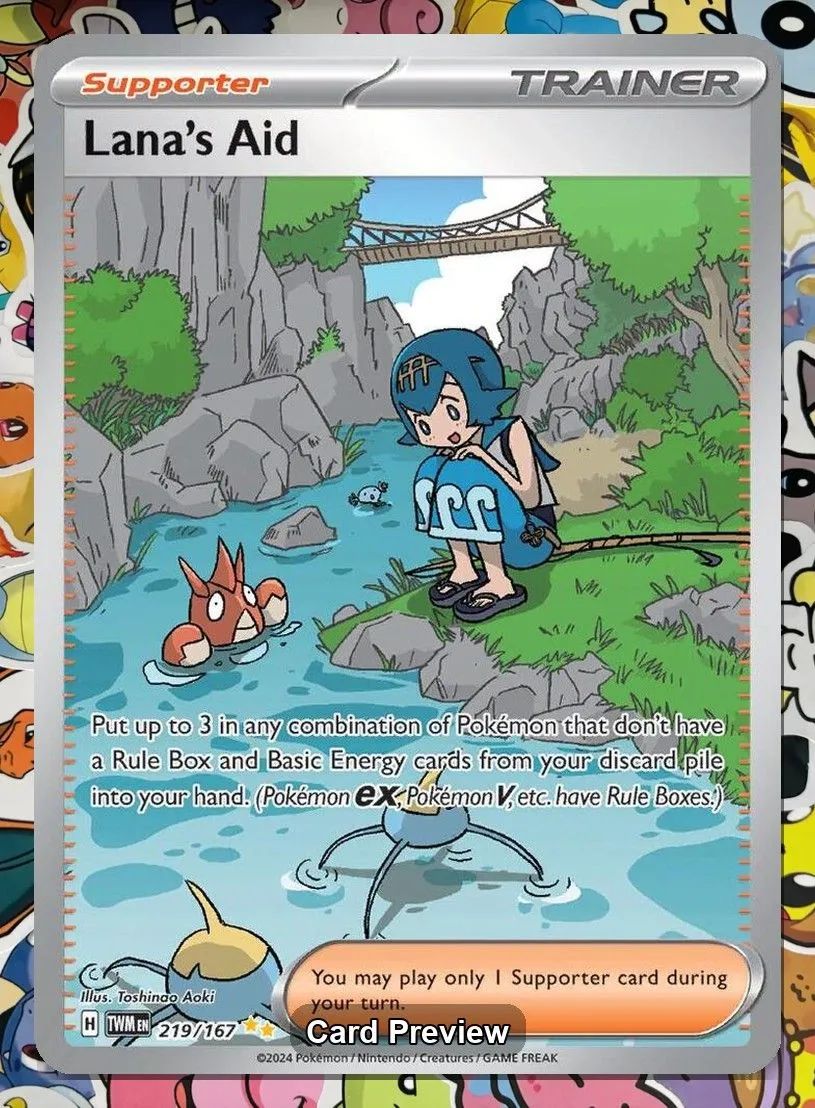 Supporter
TRAINER
Lana's Aid
Put up to 3 in any combination of Pokémon that don't have
a Rule Box and Basic Energy cards from your discard pile
into your hand. (Pokémon ex, Pokémon V, etc. have Rule Boxes.)
You may play only 1 Supporter card during
your turn.
Illus. Toshinao Aoki
H TWM EN 219/167
Card Preview
©2024 Pokémon / Nintendo / Creatures / GAME FREAK